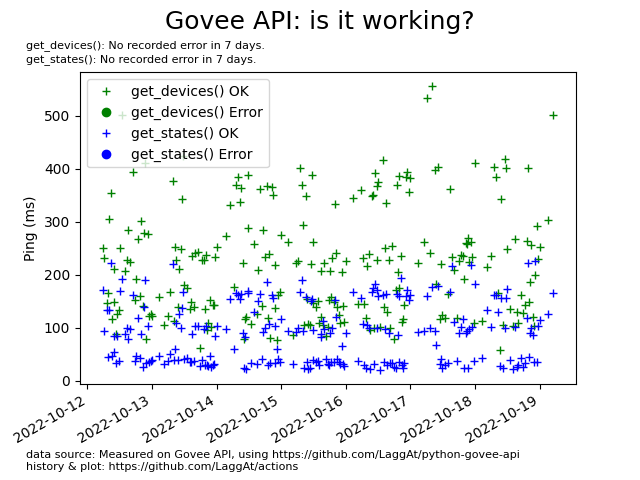 Govee API: is it working?
get_devices(): No recorded error in 7 days.
get_states(): No recorded error in 7 days.
get_devices() OK
get_devices() Error
get_states() OK
get_states() Error
Ping (ms)
500
400
300
200
100
0
2022-10-12
2022-10-13
2022-10-14
2022-10-15
2022-10-16
2022-10-17
2022-10-18
2022-10-19
data source: Measured on Govee API, using https://github.com/LaggAt/python-govee-api
history & plot: https://github.com/LaggAt/actions